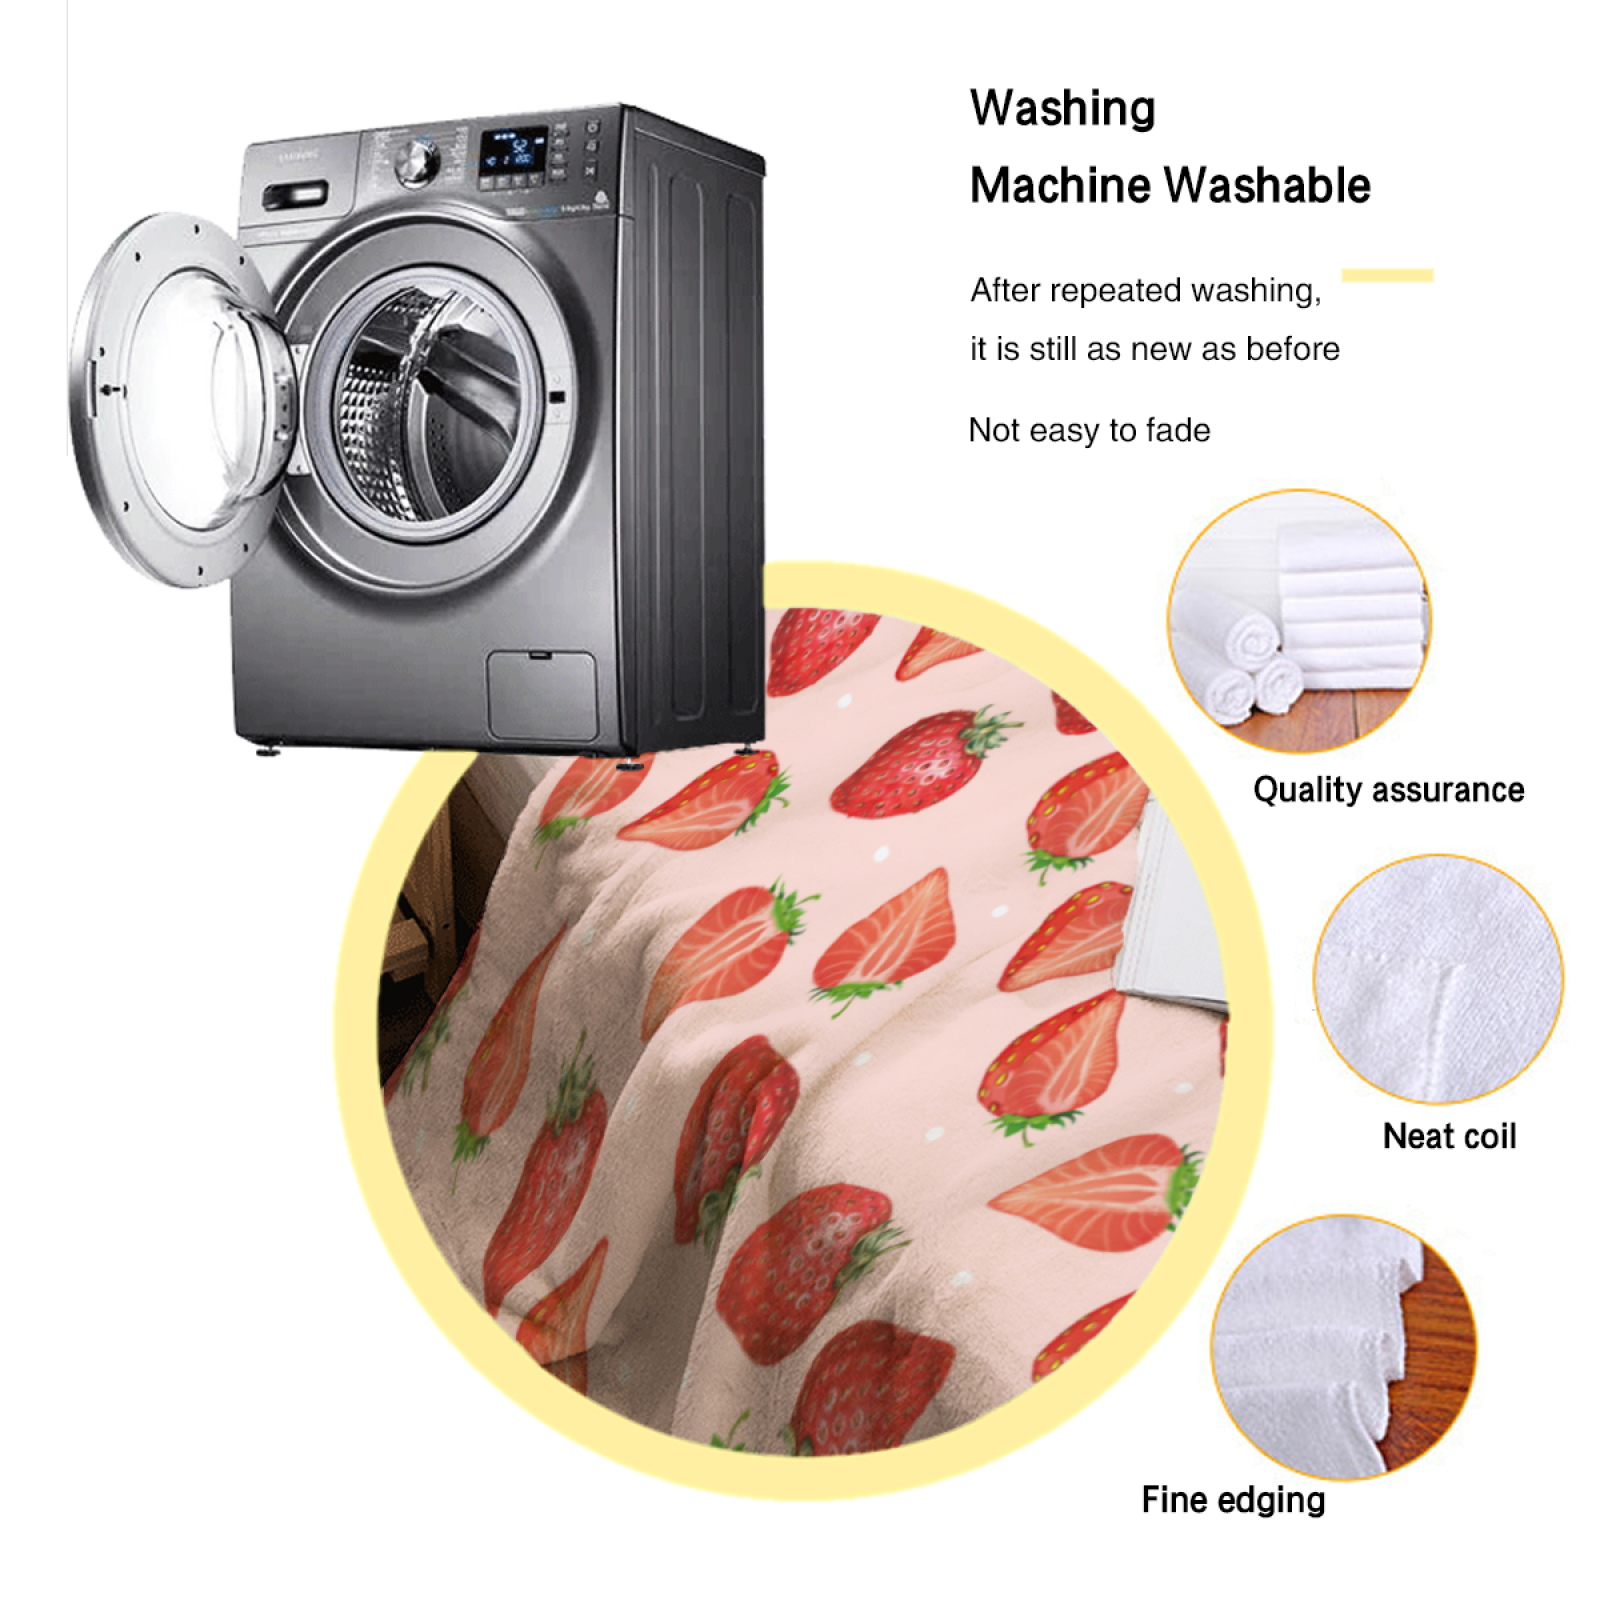 Washing
Machine Washable
After repeated washing,
it is still as new as before
Not easy to fade
Quality assurance
Neat coil
Fine edging